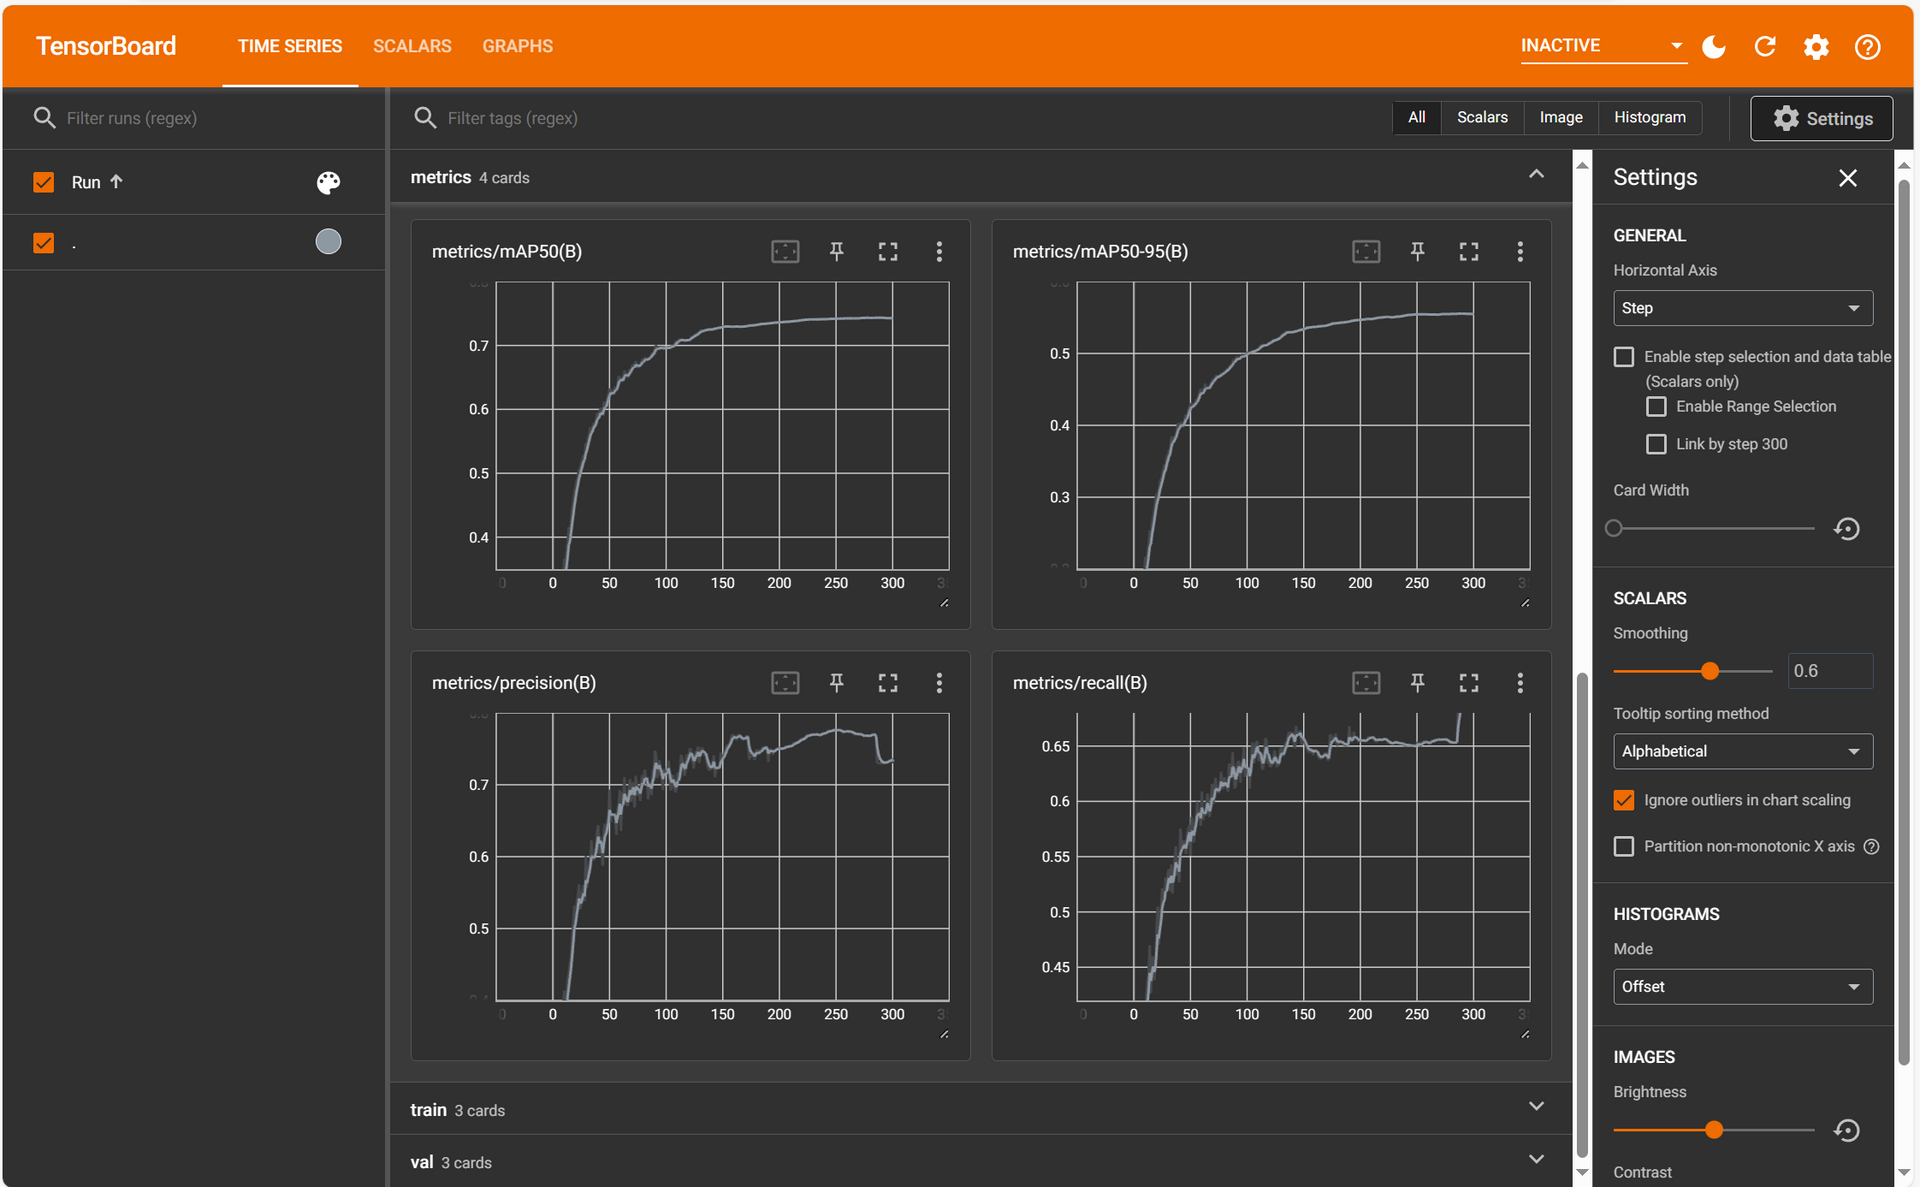 TensorBoard TIME SERIES SCALARS GRAPHS INACTIVE
Filter runs (regex)
Filter tags (regex)
All Scalars Image Histogram
Settings
Run
.
metrics 4 cards
metrics/mAP50(B)
0.7
0.6
0.5
0.4
0 50 100 150 200 250 300
metrics/mAP50-95(B)
0.5
0.4
0.3
0 50 100 150 200 250 300
metrics/precision(B)
0.7
0.6
0.5
0 50 100 150 200 250 300
metrics/recall(B)
0.65
0.6
0.55
0.5
0.45
0 50 100 150 200 250 300
train 3 cards
val 3 cards
Settings
GENERAL
Horizontal Axis
Step
Enable step selection and data table
(Scalars only)
Enable Range Selection
Link by step 300
Card Width
SCALARS
Smoothing
0.6
Tooltip sorting method
Alphabetical
Ignore outliers in chart scaling
Partition non-monotonic X axis
HISTOGRAMS
Mode
Offset
IMAGES
Brightness
Contrast